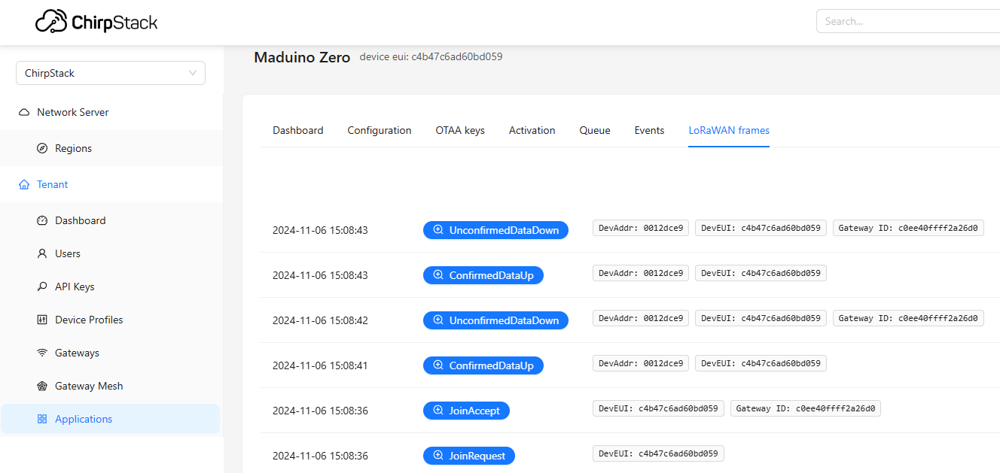 ChirpStack
Search...
Maduino Zero device eui: c4b47c6ad60bd059
ChirpStack
Network Server
Regions
Tenant
Dashboard
Users
API Keys
Device Profiles
Gateways
Gateway Mesh
Applications
Dashboard Configuration OTAA keys Activation Queue Events LoRaWAN frames
2024-11-06 15:08:43 UnconfirmedDataDown DevAddr: 0012dce9 DevEUI: c4b47c6ad60bd059 Gateway ID: c0ee40ffff2a26d0
2024-11-06 15:08:43 ConfirmedDataUp DevAddr: 0012dce9 DevEUI: c4b47c6ad60bd059
2024-11-06 15:08:42 UnconfirmedDataDown DevAddr: 0012dce9 DevEUI: c4b47c6ad60bd059 Gateway ID: c0ee40ffff2a26d0
2024-11-06 15:08:41 ConfirmedDataUp DevAddr: 0012dce9 DevEUI: c4b47c6ad60bd059
2024-11-06 15:08:36 JoinAccept DevEUI: c4b47c6ad60bd059 Gateway ID: c0ee40ffff2a26d0
2024-11-06 15:08:36 JoinRequest DevEUI: c4b47c6ad60bd059